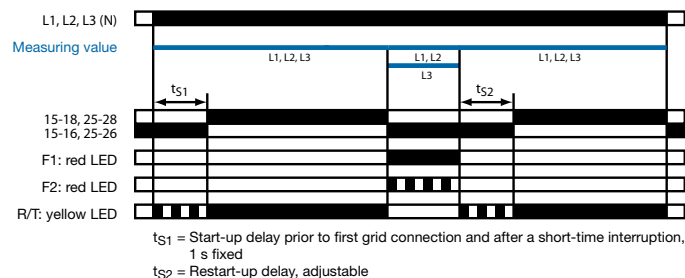 L1, L2, L3 (N)
Measuring value
L1, L2, L3
L1, L2
L1, L2, L3
L3
tS1
tS2
15-18, 25-28
15-16, 25-26
F1: red LED
F2: red LED
R/T: yellow LED
tS1 = Start-up delay prior to first grid connection and after a short-time interruption,
1 s fixed
tS2 = Restart-up delay, adjustable